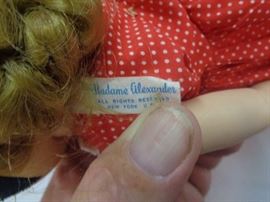 Madame Alexander
ALL RIGHTS RESERVED
NEW YORK U.S.